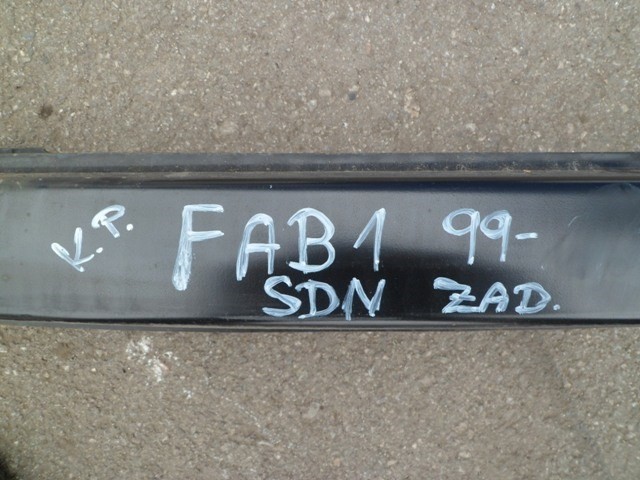 K.P. FAB1 99-
SDN ZAD.